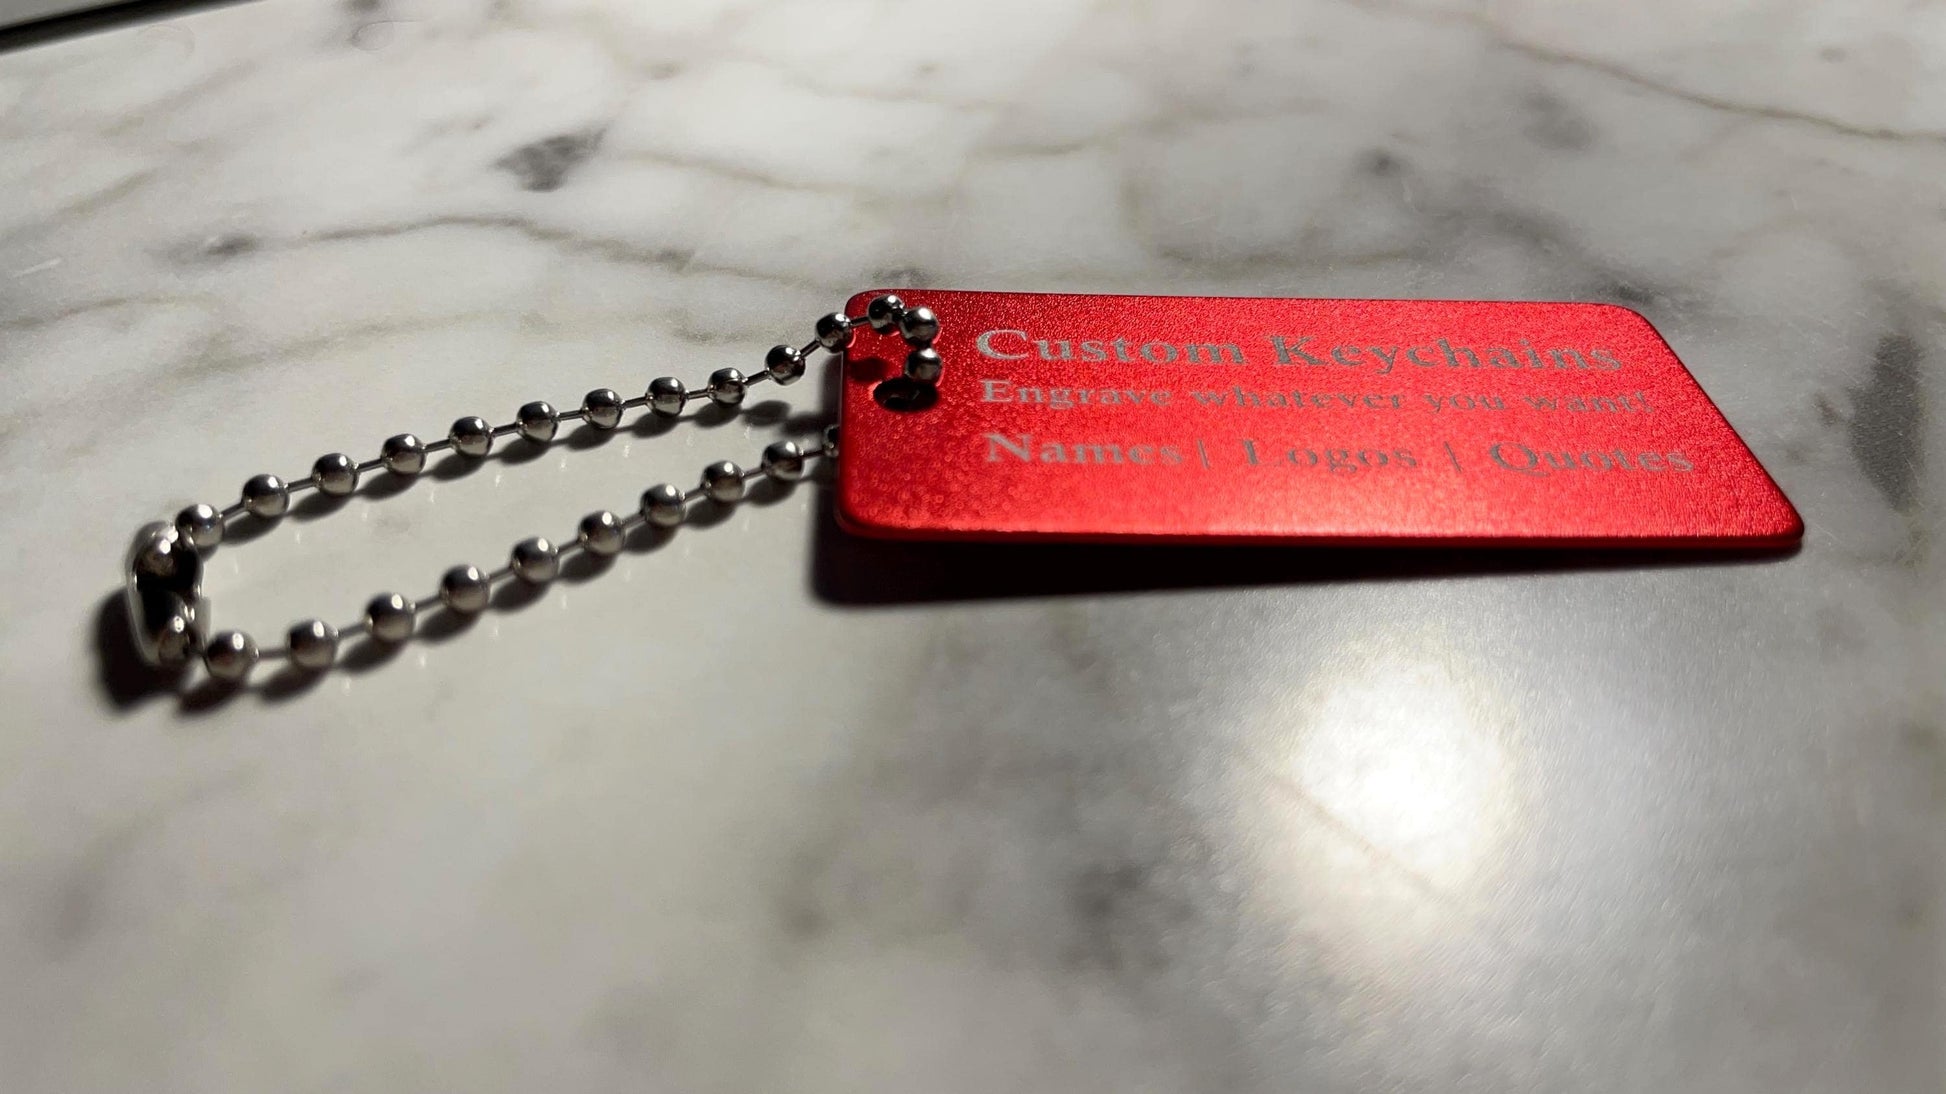 Custom Keychains
Engrave whatever you want!
Names | Logos | Quotes